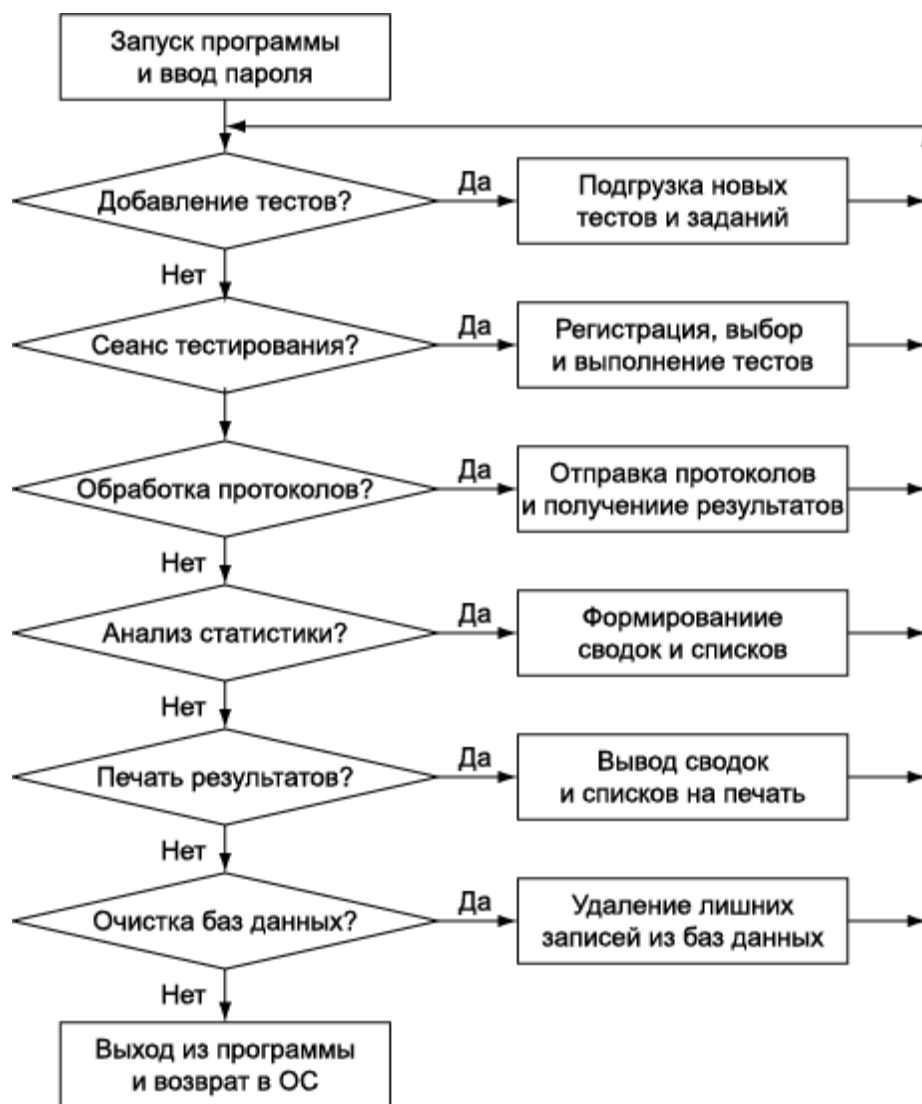 Запуск программы
и ввод пароля
Добавление тестов?
Да
Подгрузка новых
тестов и заданий
Нет
Сеанс тестирования?
Да
Регистрация, выбор
и выполнение тестов
Обработка протоколов?
Да
Отправка протоколов
и получениие результатов
Нет
Анализ статистики?
Да
Формированиие
сводок и списков
Нет
Печать результатов?
Да
Вывод сводок
и списков на печать
Нет
Очистка баз данных?
Да
Удаление лишних
записей из баз данных
Нет
Выход из программы
и возврат в ОС